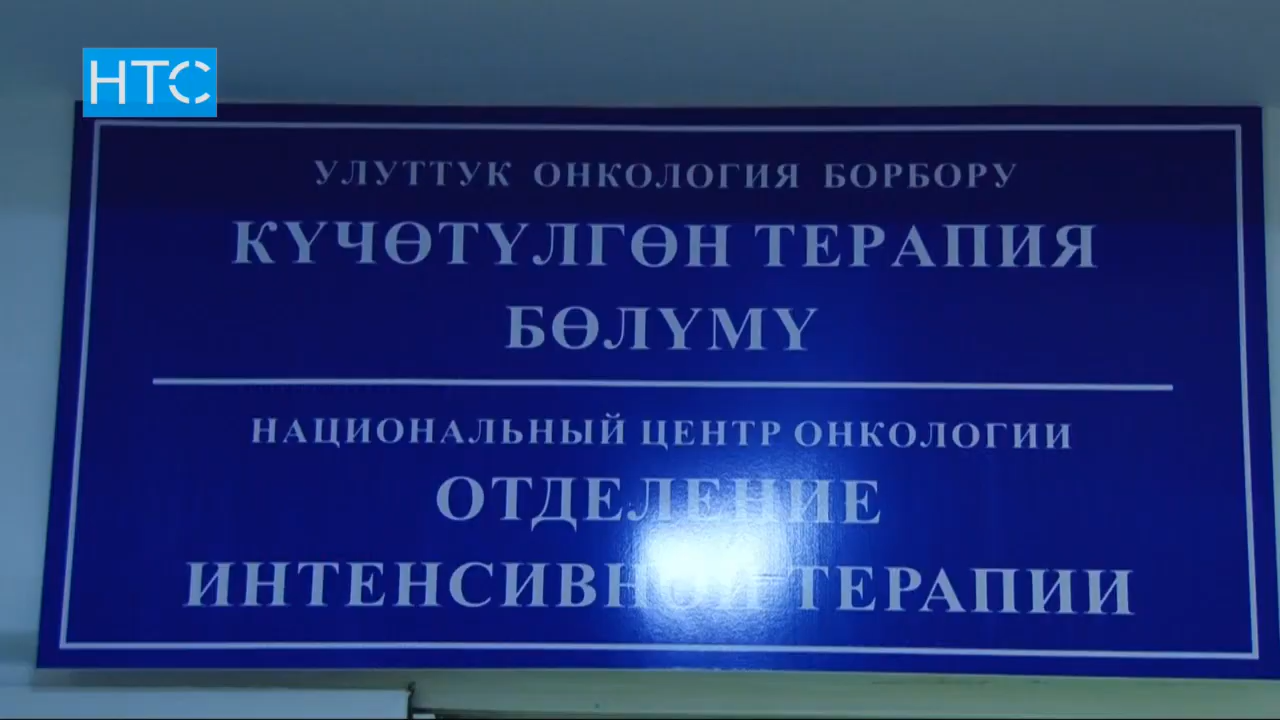 НТС
УЛУТТУК ОНКОЛОГИЯ БОРБОРУ
КҮЧӨТҮЛГӨН ТЕРАПИЯ
БӨЛҮМҮ
НАЦИОНАЛЬНЫЙ ЦЕНТР ОНКОЛОГИИ
ОТДЕЛЕНИЕ
ИНТЕНСИВНОЙ ТЕРАПИИ